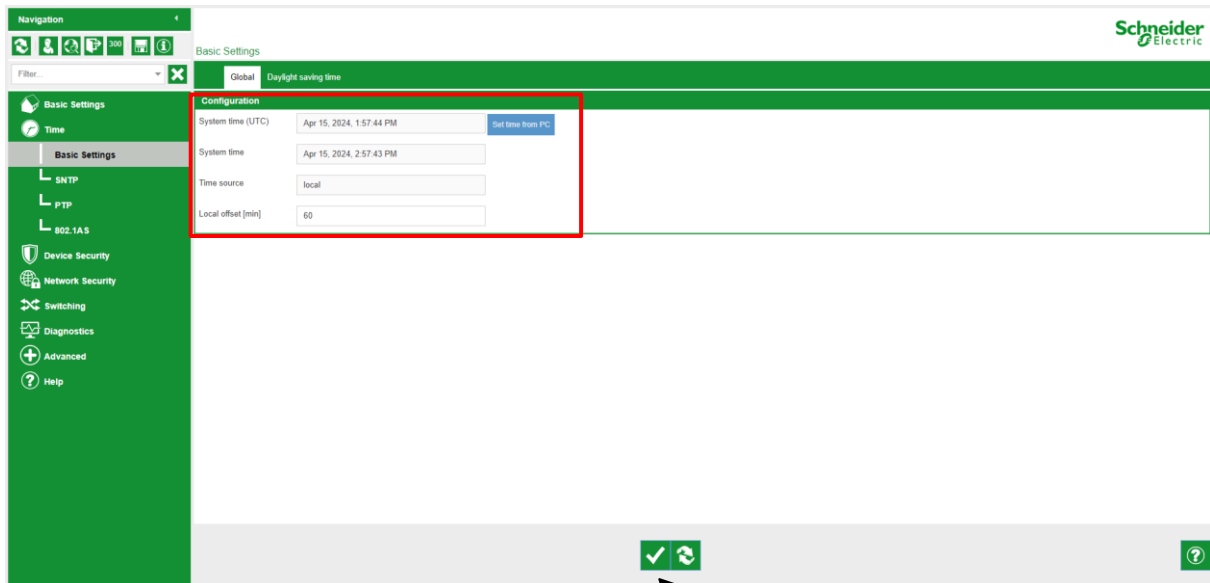 Navigation
300
Filter...
Basic Settings
Time
Basic Settings
SNTP
PTP
802.1AS
Device Security
Network Security
Switching
Diagnostics
Advanced
Help
Schneider
Electric
Basic Settings
Global Daylight saving time
Configuration
System time (UTC) Apr 15, 2024, 1:57:44 PM Set time from PC
System time Apr 15, 2024, 2:57:43 PM
Time source local
Local offset [min] 60